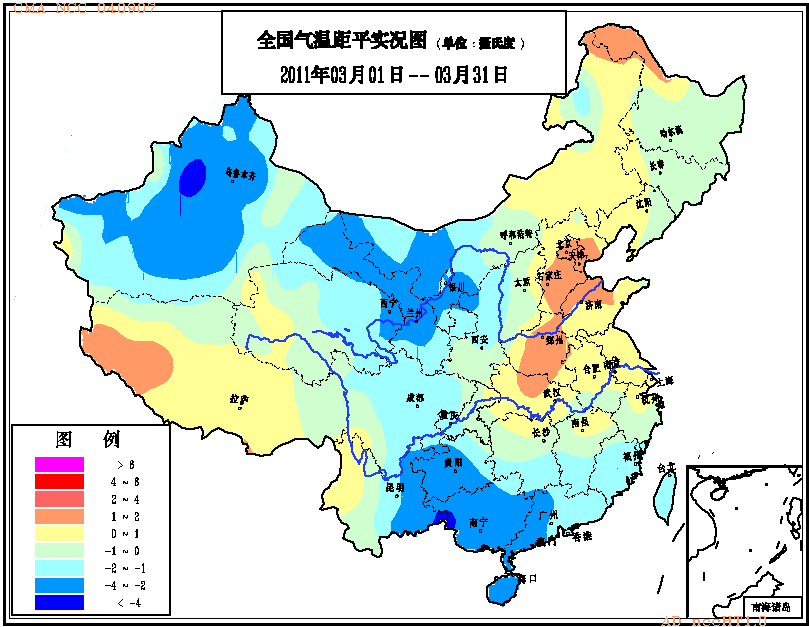 CMA NCC 040907
全国气温距平实况图 (单位:摄氏度)
2011年03月01日--03月31日
哈尔滨
长春
乌鲁木齐
沈阳
呼和浩特
北京
天津
银川
太原
石家庄
西宁
济南
兰州
西安
郑州
合肥 南京
上海
拉萨
成都
武汉
杭州
重庆
长沙
南昌
贵阳
福州
台北
昆明
南宁
广州
澳门 香港
海口
图 例
> 6
4 ~ 6
2 ~ 4
1 ~ 2
0 ~ 1
-1 ~ 0
-2 ~ -1
-4 ~ -2
< -4
南海诸岛